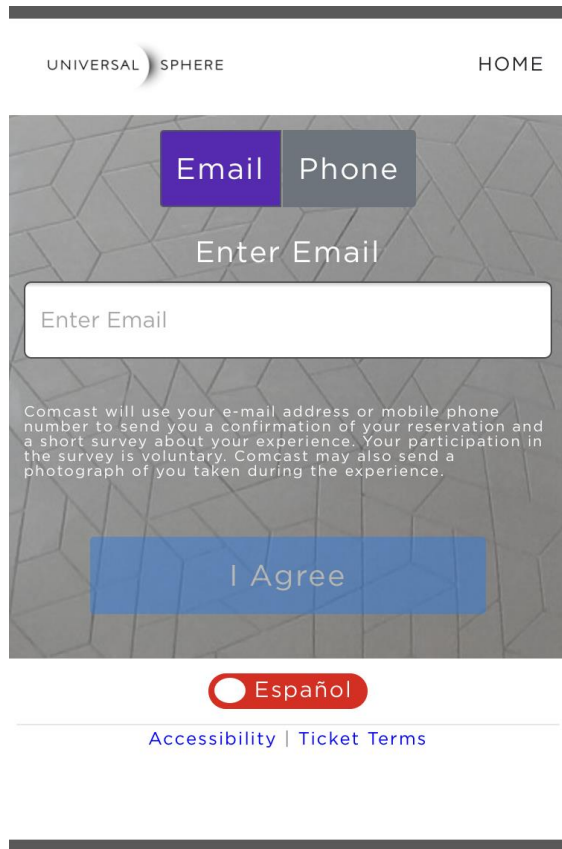 UNIVERSAL SPHERE
HOME
Email Phone
Enter Email
Enter Email
Comcast will use your e-mail address or mobile phone
number to send you a confirmation of your reservation and
a short survey about your experience. Your participation in
the survey is voluntary. Comcast may also send a
photograph of you taken during the experience.
I Agree
Español
Accessibility | Ticket Terms